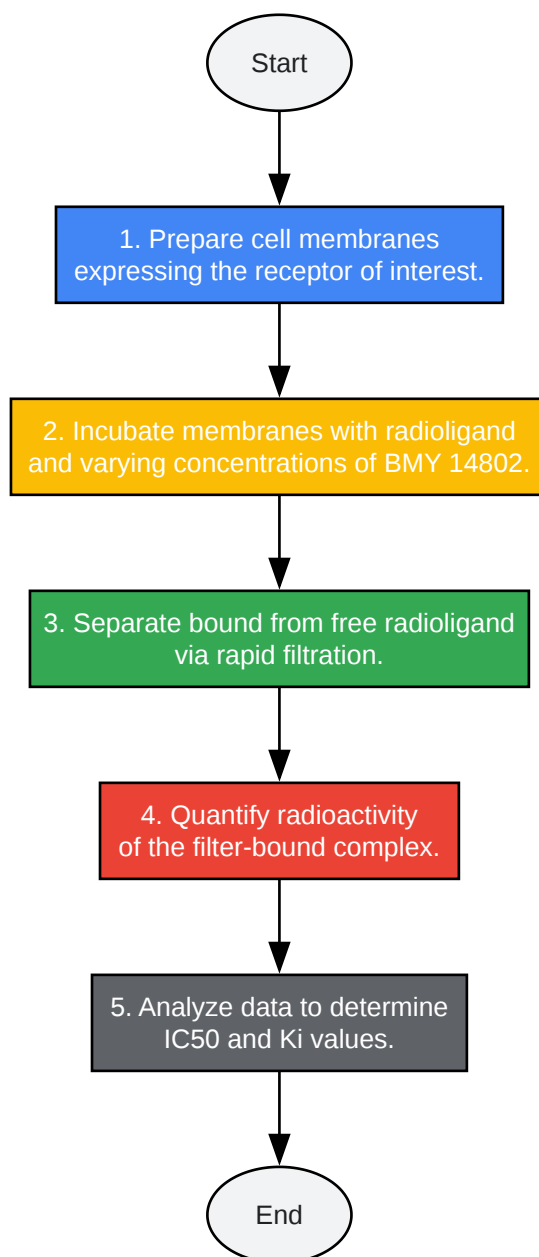 Start
1. Prepare cell membranes
expressing the receptor of interest.
2. Incubate membranes with radioligand
and varying concentrations of BMY 14802.
3. Separate bound from free radioligand
via rapid filtration.
4. Quantify radioactivity
of the filter-bound complex.
5. Analyze data to determine
IC50 and Ki values.
End